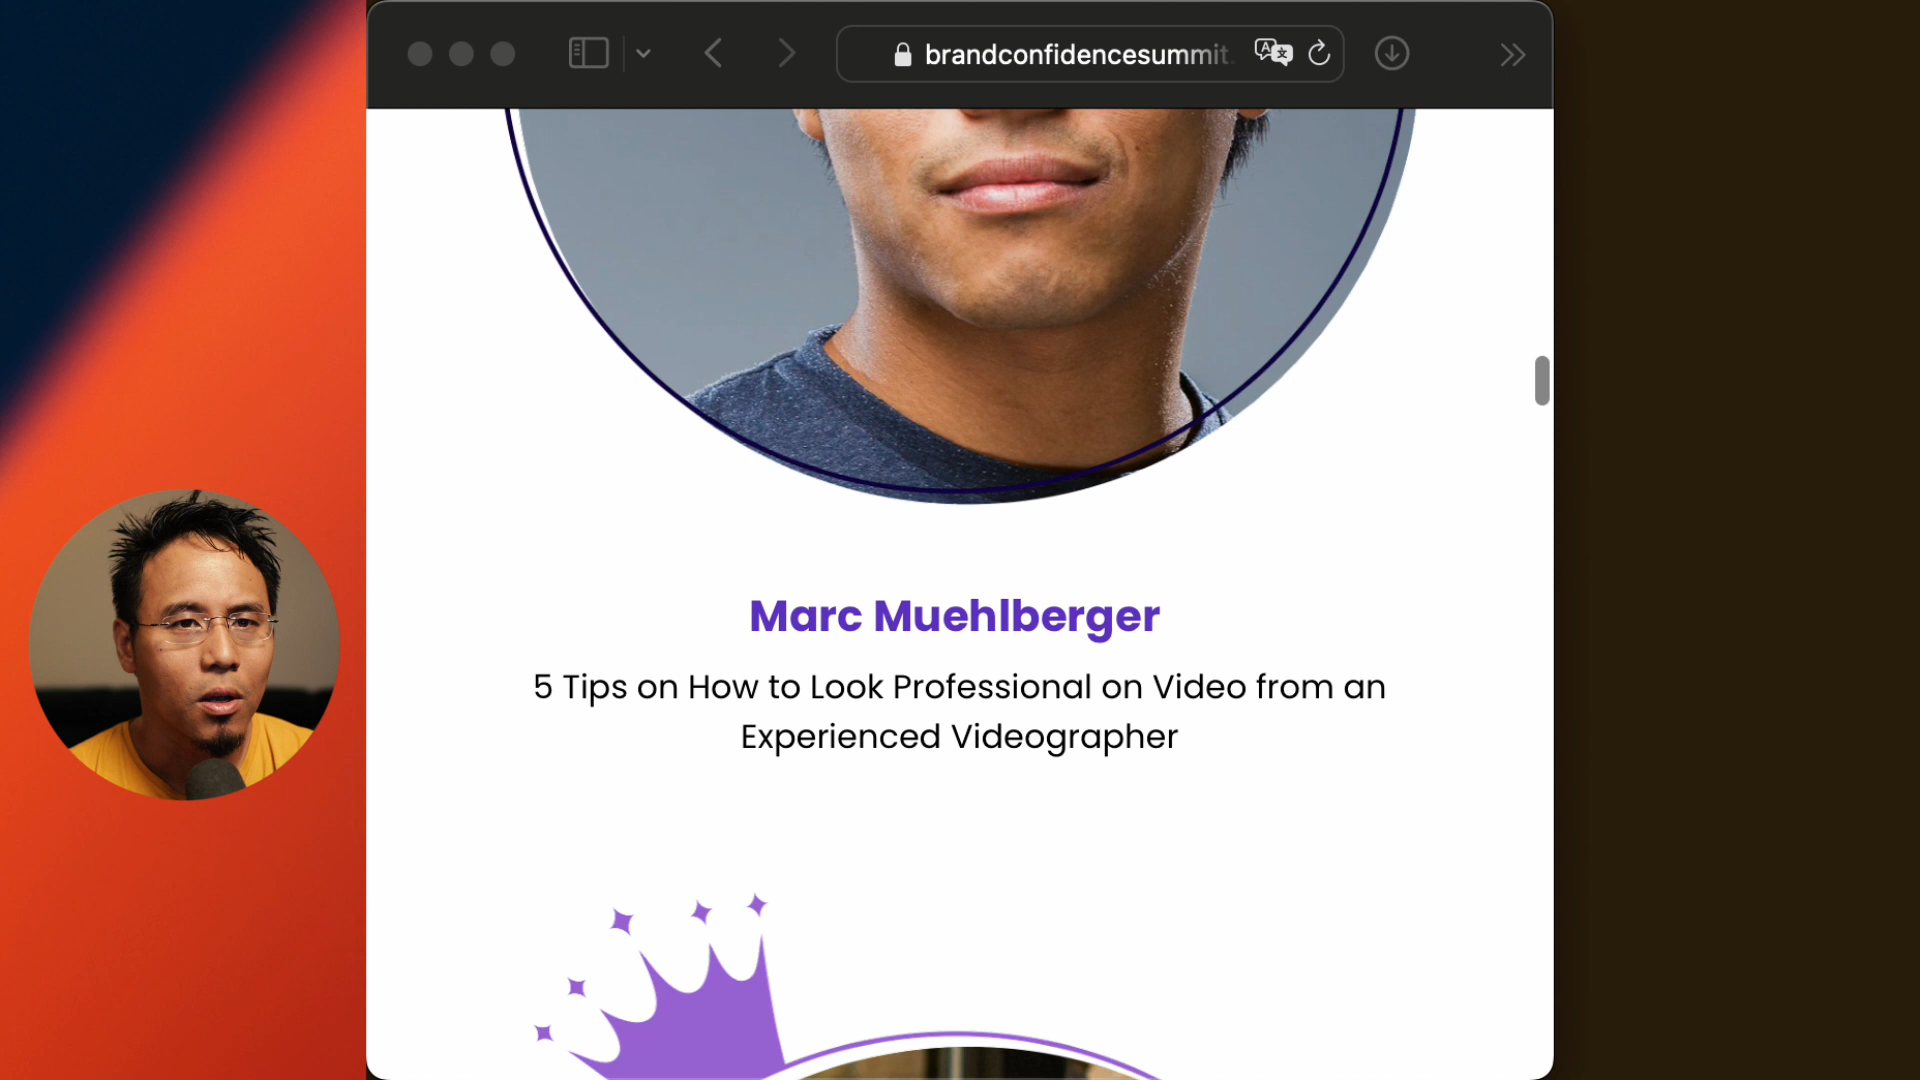 brandconfidencesummit.
Marc Muehlberger
5 Tips on How to Look Professional on Video from an
Experienced Videographer